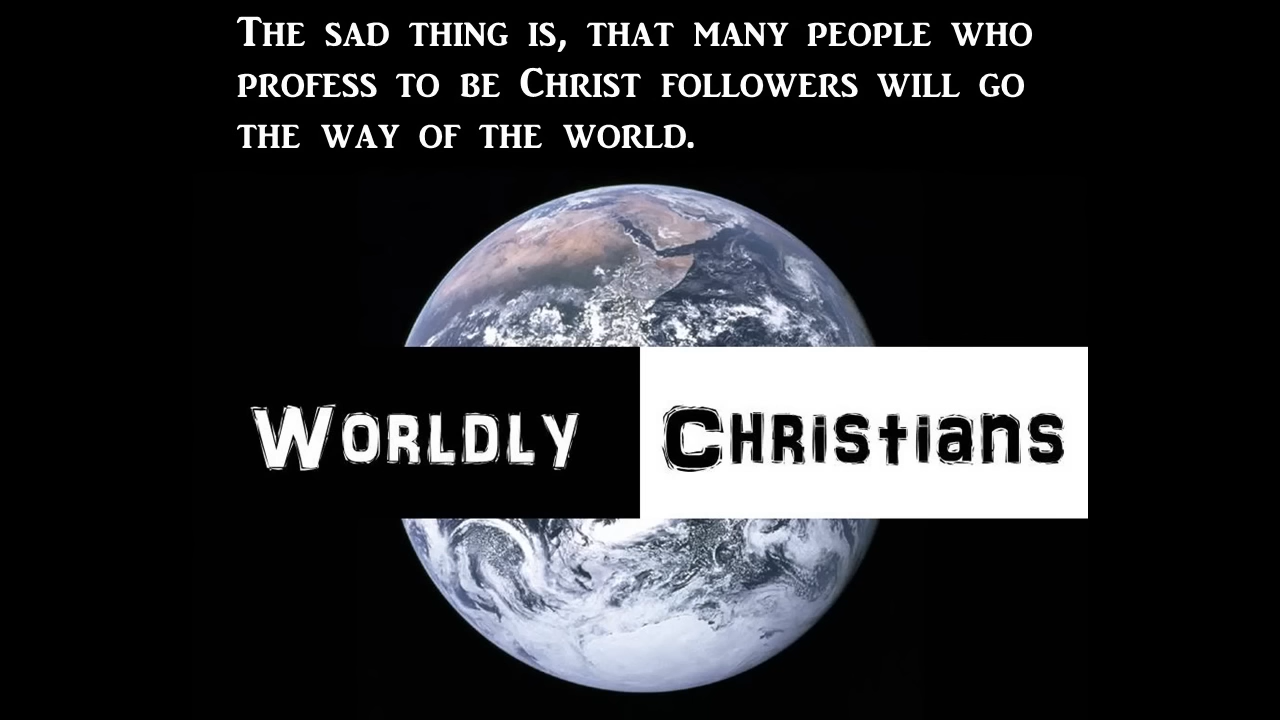 The sad thing is, that many people who
profess to be Christ followers will go
the way of the world.
Worldly Christians